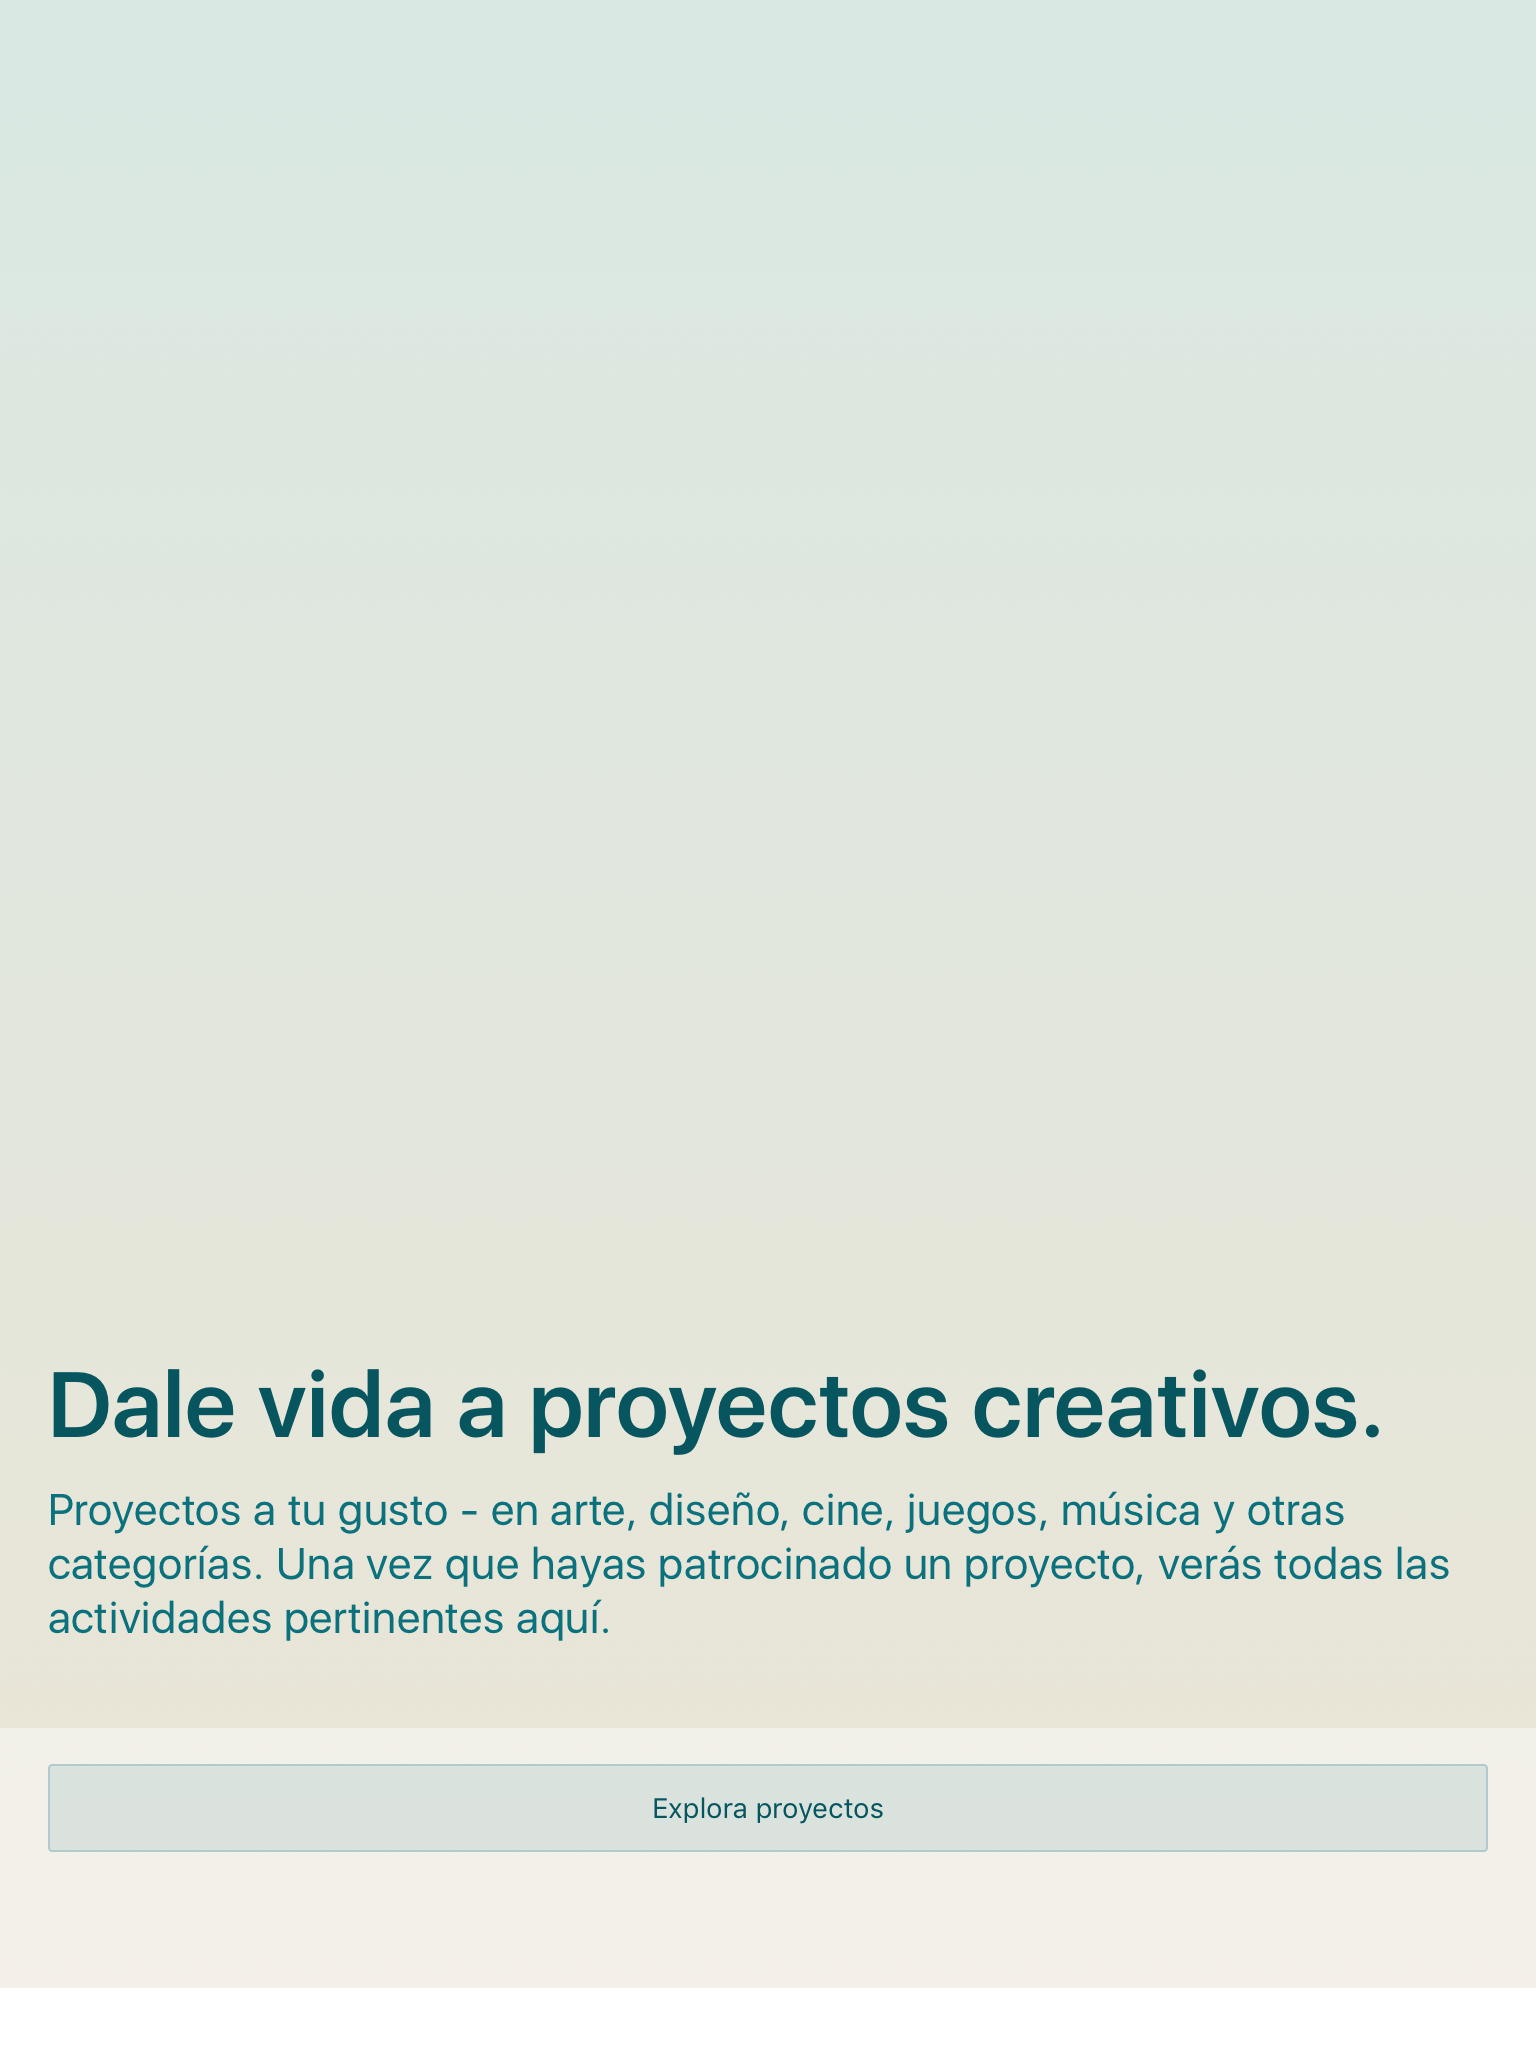 Dale vida a proyectos creativos.
Proyectos a tu gusto - en arte, diseño, cine, juegos, música y otras
categorías. Una vez que hayas patrocinado un proyecto, verás todas las
actividades pertinentes aquí.
Explora proyectos